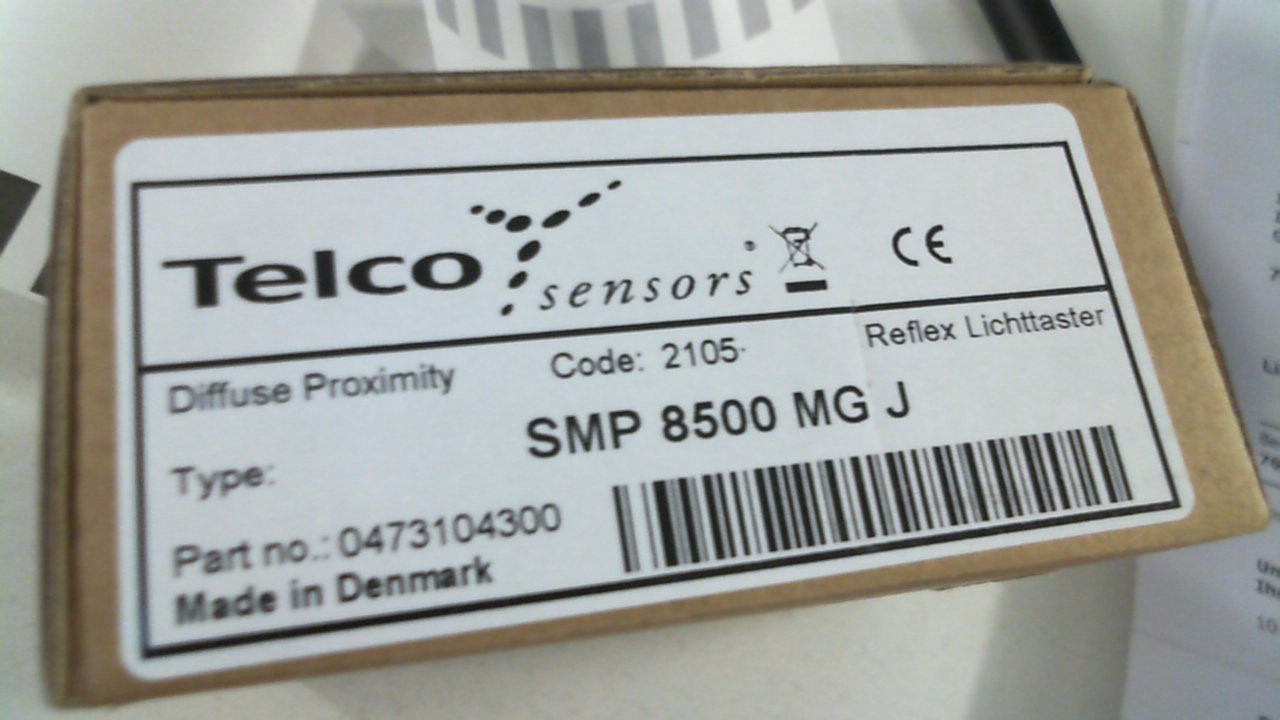 Telco sensors
CE
Diffuse Proximity
Code: 2105-
Reflex Lichttaster
Type:
SMP 8500 MG J
Part no.: 0473104300
Made in Denmark